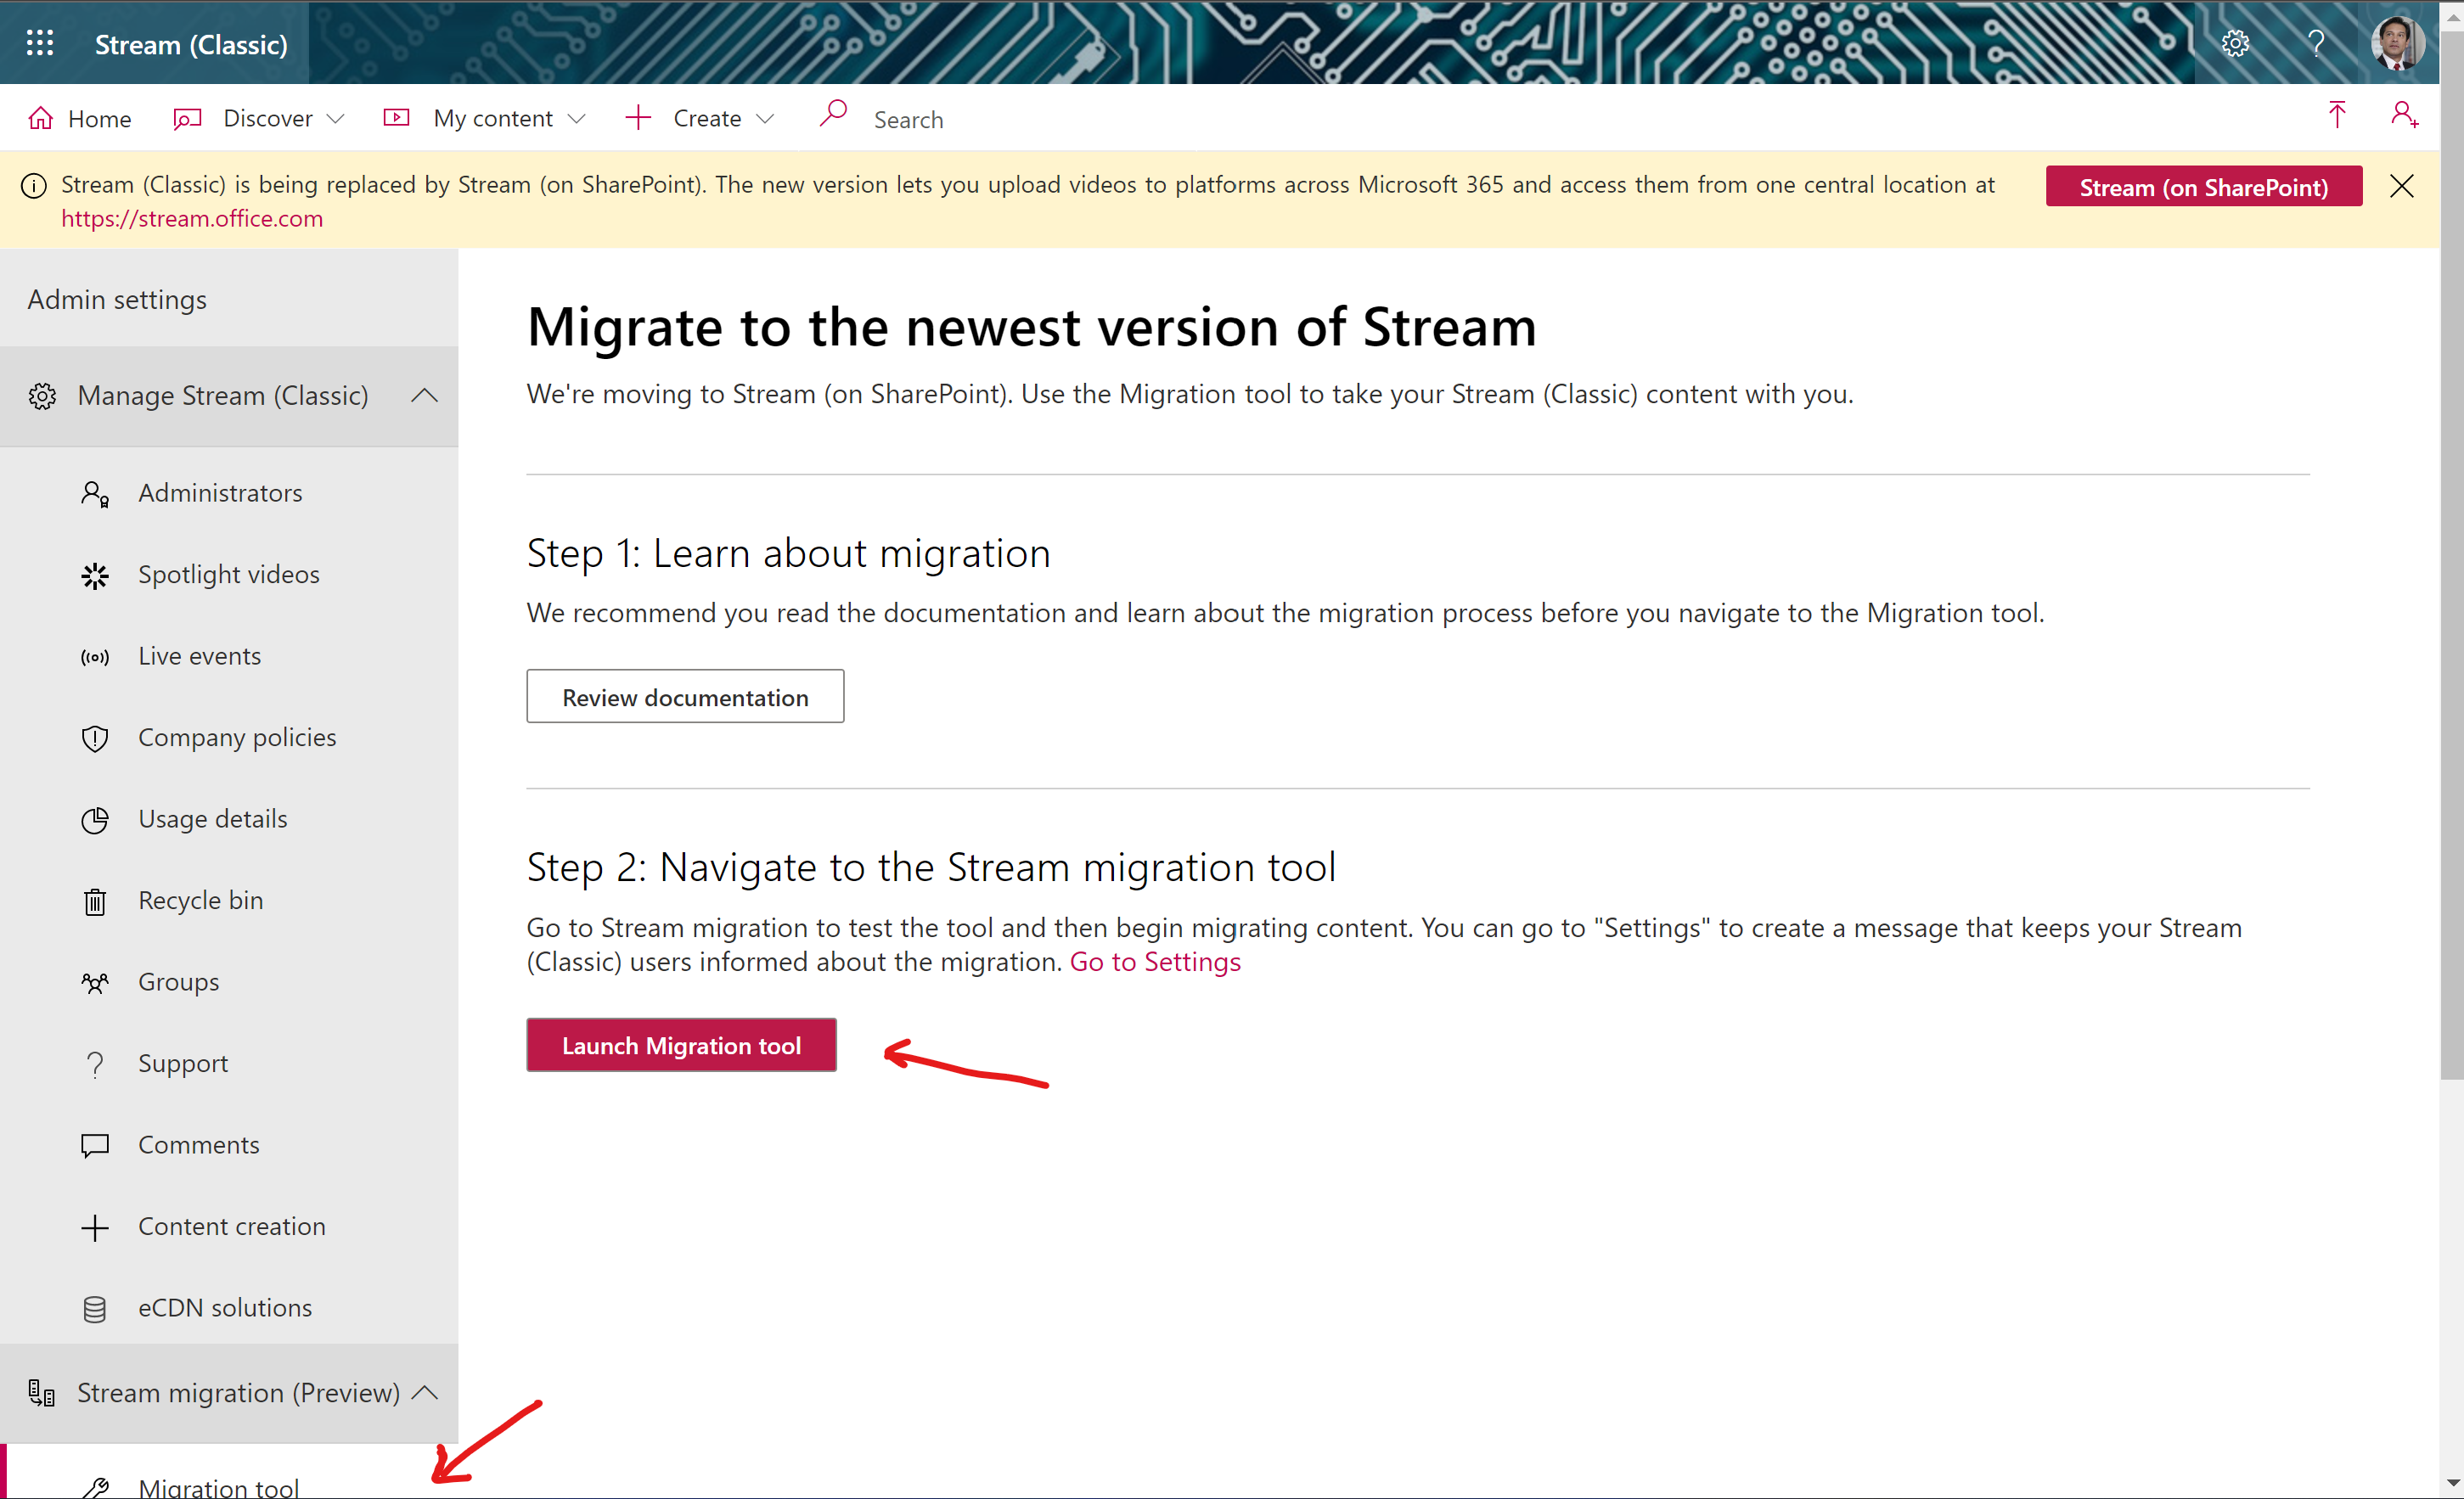 Stream (Classic)
Home
Discover
My content
Create
Search
Stream (Classic) is being replaced by Stream (on SharePoint). The new version lets you upload videos to platforms across Microsoft 365 and access them from one central location at
https://stream.office.com
Stream (on SharePoint)
Admin settings
Manage Stream (Classic)
Administrators
Spotlight videos
Live events
Company policies
Usage details
Recycle bin
Groups
Support
Comments
Content creation
eCDN solutions
Stream migration (Preview)
Migration tool
Migrate to the newest version of Stream
We're moving to Stream (on SharePoint). Use the Migration tool to take your Stream (Classic) content with you.
Step 1: Learn about migration
We recommend you read the documentation and learn about the migration process before you navigate to the Migration tool.
Review documentation
Step 2: Navigate to the Stream migration tool
Go to Stream migration to test the tool and then begin migrating content. You can go to "Settings" to create a message that keeps your Stream
(Classic) users informed about the migration. Go to Settings
Launch Migration tool